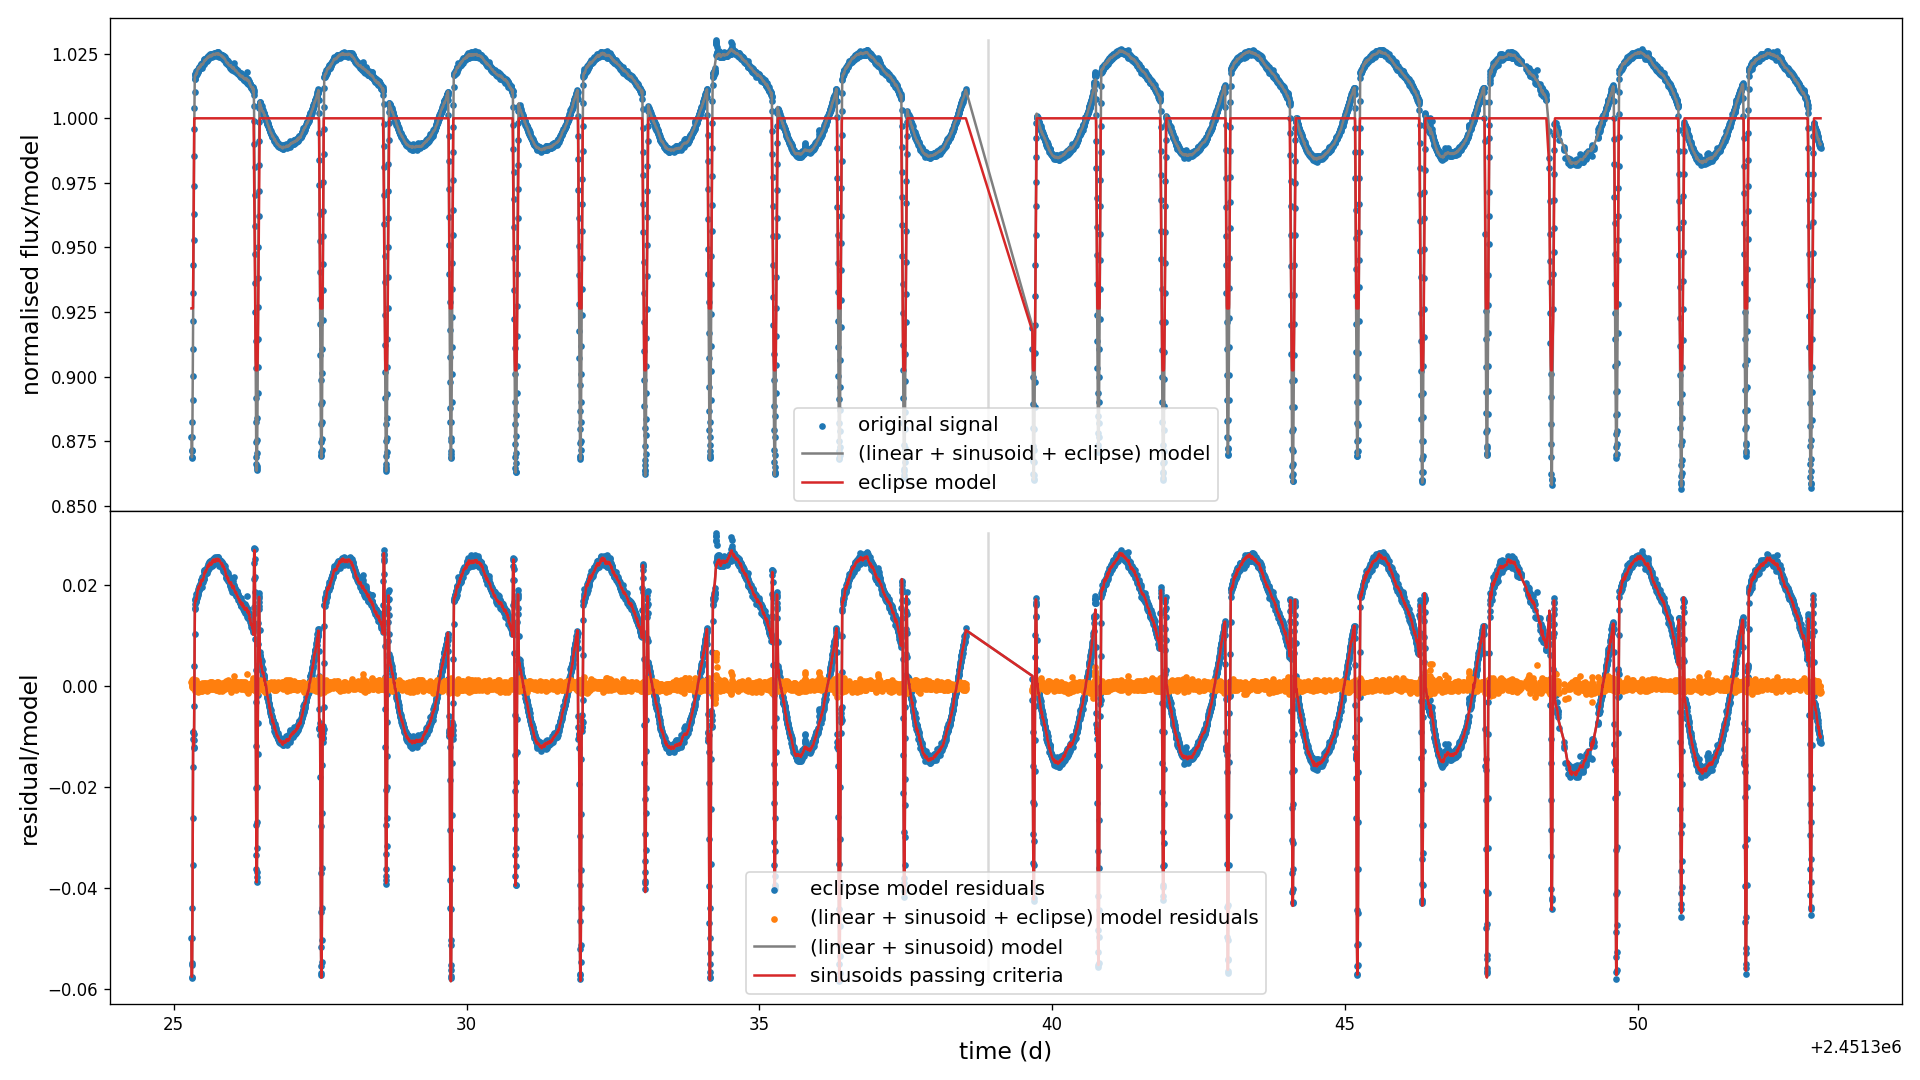 normalised flux/model
1.025
1.000
0.975
0.950
0.925
0.900
0.875
0.850
original signal
(linear + sinusoid + eclipse) model
eclipse model
residual/model
0.02
0.00
−0.02
−0.04
−0.06
eclipse model residuals
(linear + sinusoid + eclipse) model residuals
(linear + sinusoid) model
sinusoids passing criteria
25 30 35 40 45 50
time (d)
+2.4513e6